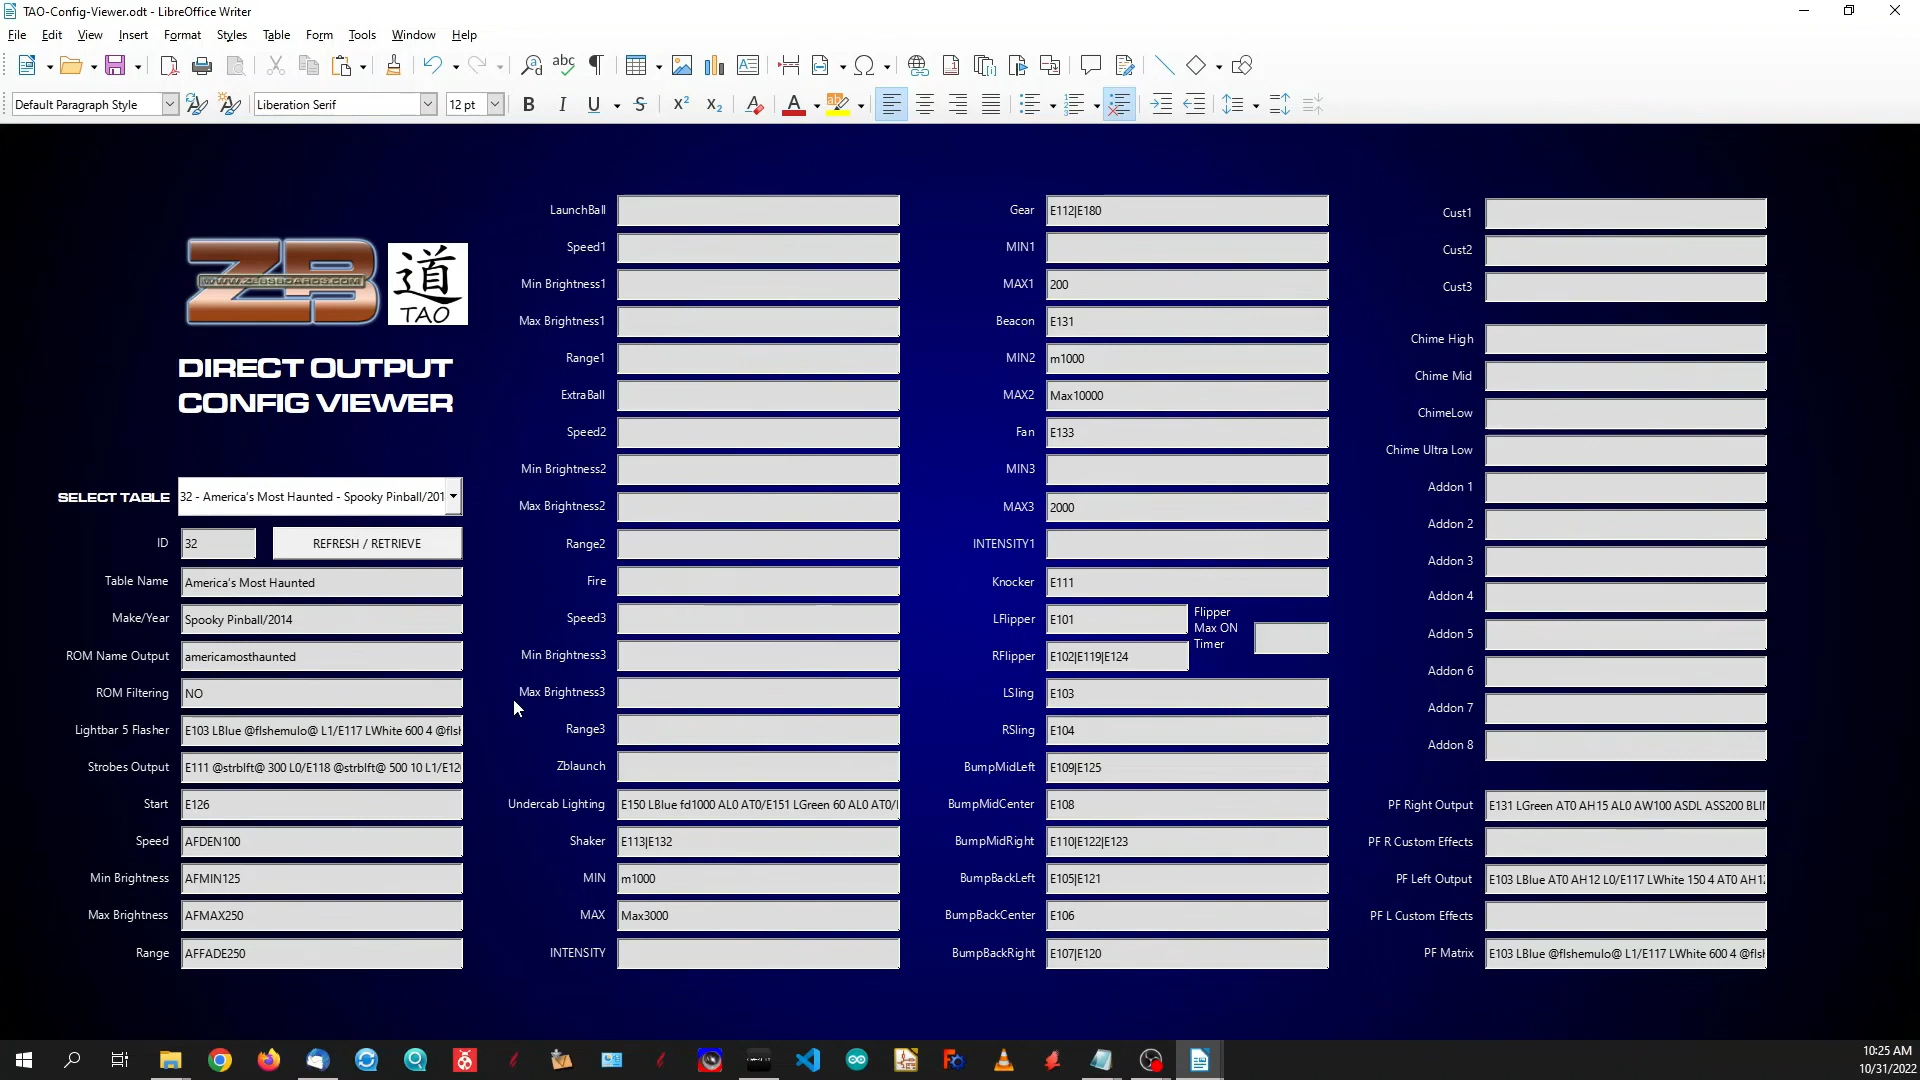 TAO-Config-Viewer.odt - LibreOffice Writer
File Edit View Insert Format Styles Table Form Tools Window Help
Default Paragraph Style
Liberation Serif
12 pt
ZB
WWW.ZEBSBOARDS.COM
道
TAO
DIRECT OUTPUT
CONFIG VIEWER
SELECT TABLE 32 - America's Most Haunted - Spooky Pinball/201
ID 32 REFRESH / RETRIEVE
Table Name America's Most Haunted
Make/Year Spooky Pinball/2014
ROM Name Output americamosthaunted
ROM Filtering NO
Lightbar 5 Flasher E103 LBlue @flshemulo@ L1/E117 LWhite 600 4 @flsh
Strobes Output E111 @strblft@ 300 L0/E118 @strblft@ 500 10 L1/E12
Start E126
Speed AFDEN100
Min Brightness AFMIN125
Max Brightness AFMAX250
Range AFFADE250
LaunchBall
Speed1
Min Brightness1
Max Brightness1
Range1
ExtraBall
Speed2
Min Brightness2
Max Brightness2
Range2
Fire
Speed3
Min Brightness3
Max Brightness3
Range3
Zblaunch
Undercab Lighting E150 LBlue fd1000 AL0 AT0/E151 LGreen 60 AL0 AT0/
Shaker E113|E132
MIN m1000
MAX Max3000
INTENSITY
Gear E112|E180
MIN1
MAX1 200
Beacon E131
MIN2 m1000
MAX2 Max10000
Fan E133
MIN3
MAX3 2000
INTENSITY1
Knocker E111
LFlipper E101
Flipper
Max ON
Timer
RFlipper E102|E119|E124
LSling E103
RSling E104
BumpMidLeft E109|E125
BumpMidCenter E108
BumpMidRight E110|E122|E123
BumpBackLeft E105|E121
BumpBackCenter E106
BumpBackRight E107|E120
Cust1
Cust2
Cust3
Chime High
Chime Mid
ChimeLow
Chime Ultra Low
Addon 1
Addon 2
Addon 3
Addon 4
Addon 5
Addon 6
Addon 7
Addon 8
PF Right Output E131 LGreen AT0 AH15 AL0 AW100 ASDL ASS200 BLI
PF R Custom Effects
PF Left Output E103 LBlue AT0 AH12 L0/E117 LWhite 150 4 AT0 AH1
PF L Custom Effects
PF Matrix E103 LBlue @flshemulo@ L1/E117 LWhite 600 4 @flsh
10:25 AM
10/31/2022